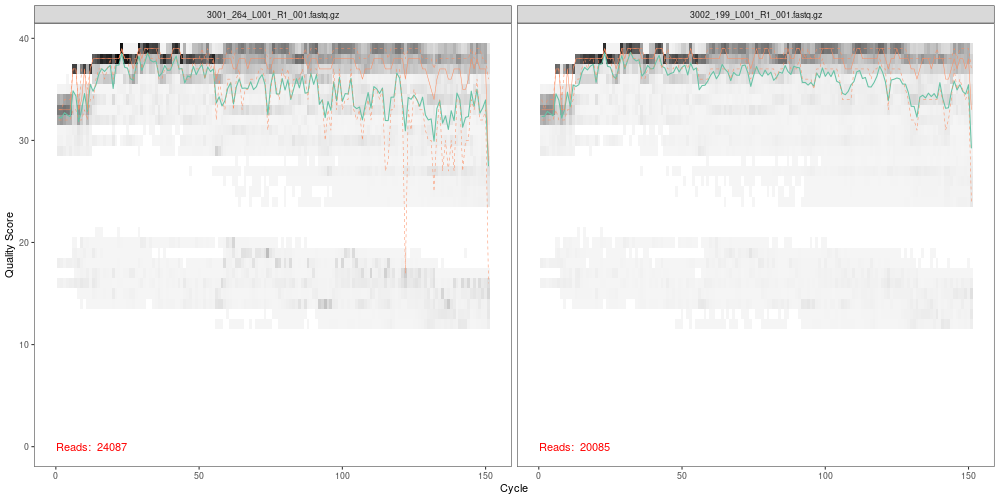 3001_264_L001_R1_001.fastq.gz
3002_199_L001_R1_001.fastq.gz
Quality Score
40
30
20
10
0
Reads: 24087
Reads: 20085
0 50 100 150
0 50 100 150
Cycle